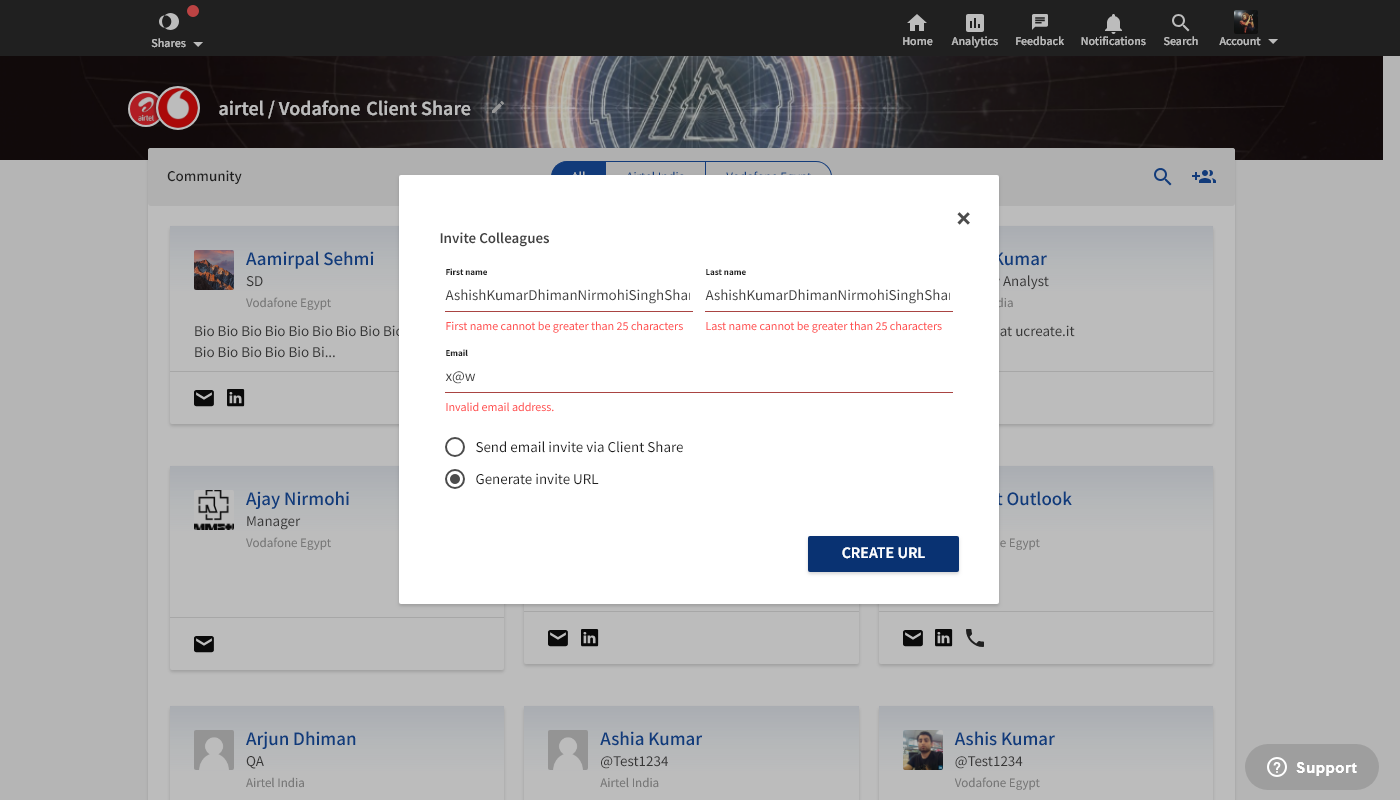 Shares
Home
Analytics
Feedback
Notifications
Search
Account
airtel
airtel / Vodafone Client Share
Community
All
Airtel India
Vodafone Egypt
Invite Colleagues
First name
Last name
AshishKumarDhimanNirmohiSinghShar
AshishKumarDhimanNirmohiSinghShar
First name cannot be greater than 25 characters
Last name cannot be greater than 25 characters
Email
x@w
Invalid email address.
Send email invite via Client Share
Generate invite URL
CREATE URL
Aamirpal Sehmi
SD
Vodafone Egypt
Bio Bio Bio Bio Bio Bio Bio Bio Bio
Bio Bio Bio Bio Bio Bi...
Kumar
Analyst
dia
at ucreate.it
Ajay Nirmohi
Manager
Vodafone Egypt
t Outlook
e Egypt
Arjun Dhiman
QA
Airtel India
Ashia Kumar
@Test1234
Airtel India
Ashis Kumar
@Test1234
Vodafone Egypt
Support